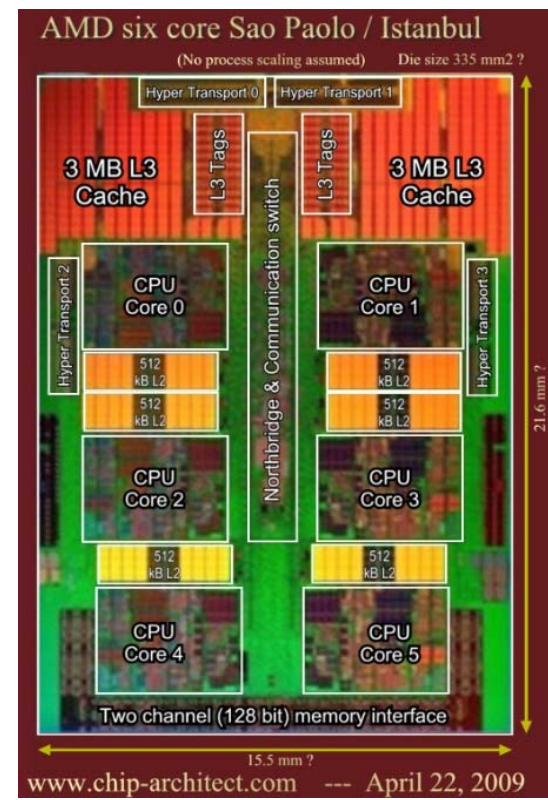 AMD six core Sao Paolo / Istanbul
(No process scaling assumed) Die size 335 mm2 ?
Hyper Transport 0
Hyper Transport 1
3 MB L3
Cache
L3 Tags
L3 Tags
3 MB L3
Cache
Northbridge & Communication switch
Hyper Transport 2
CPU
Core 0
CPU
Core 1
Hyper Transport 3
512
kB L2
512
kB L2
512
kB L2
512
kB L2
CPU
Core 2
CPU
Core 3
512
kB L2
512
kB L2
CPU
Core 4
CPU
Core 5
Two channel (128 bit) memory interface
21.6 mm ?
15.5 mm ?
www.chip-architect.com --- April 22, 2009